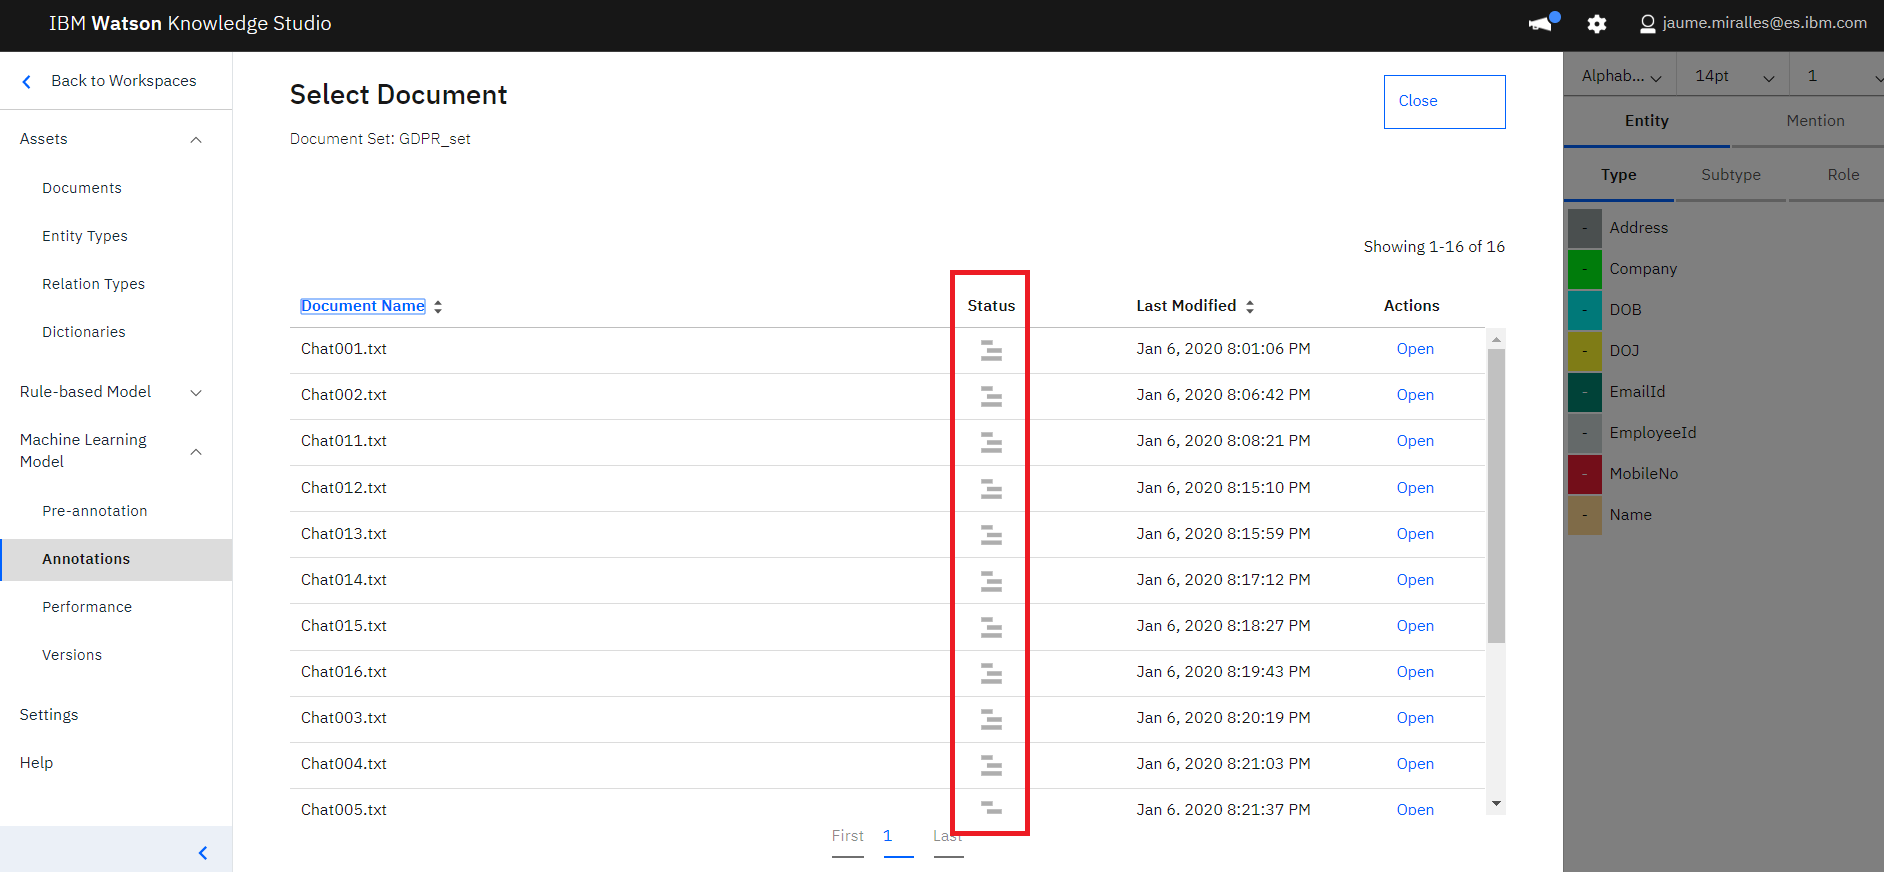 IBM Watson Knowledge Studio
jaume.miralles@es.ibm.com
Back to Workspaces
Assets
Documents
Entity Types
Relation Types
Dictionaries
Rule-based Model
Machine Learning
Model
Pre-annotation
Annotations
Performance
Versions
Settings
Help
Select Document
Close
Document Set: GDPR_set
Showing 1-16 of 16
Document Name Status Last Modified Actions
Chat001.txt Jan 6, 2020 8:01:06 PM Open
Chat002.txt Jan 6, 2020 8:06:42 PM Open
Chat011.txt Jan 6, 2020 8:08:21 PM Open
Chat012.txt Jan 6, 2020 8:15:10 PM Open
Chat013.txt Jan 6, 2020 8:15:59 PM Open
Chat014.txt Jan 6, 2020 8:17:12 PM Open
Chat015.txt Jan 6, 2020 8:18:27 PM Open
Chat016.txt Jan 6, 2020 8:19:43 PM Open
Chat003.txt Jan 6, 2020 8:20:19 PM Open
Chat004.txt Jan 6, 2020 8:21:03 PM Open
Chat005.txt Jan 6, 2020 8:21:37 PM Open
First 1 Last
Alphab... 14pt 1
Entity Mention
Type Subtype Role
- Address
- Company
- DOB
- DOJ
- EmailId
- EmployeeId
- MobileNo
- Name